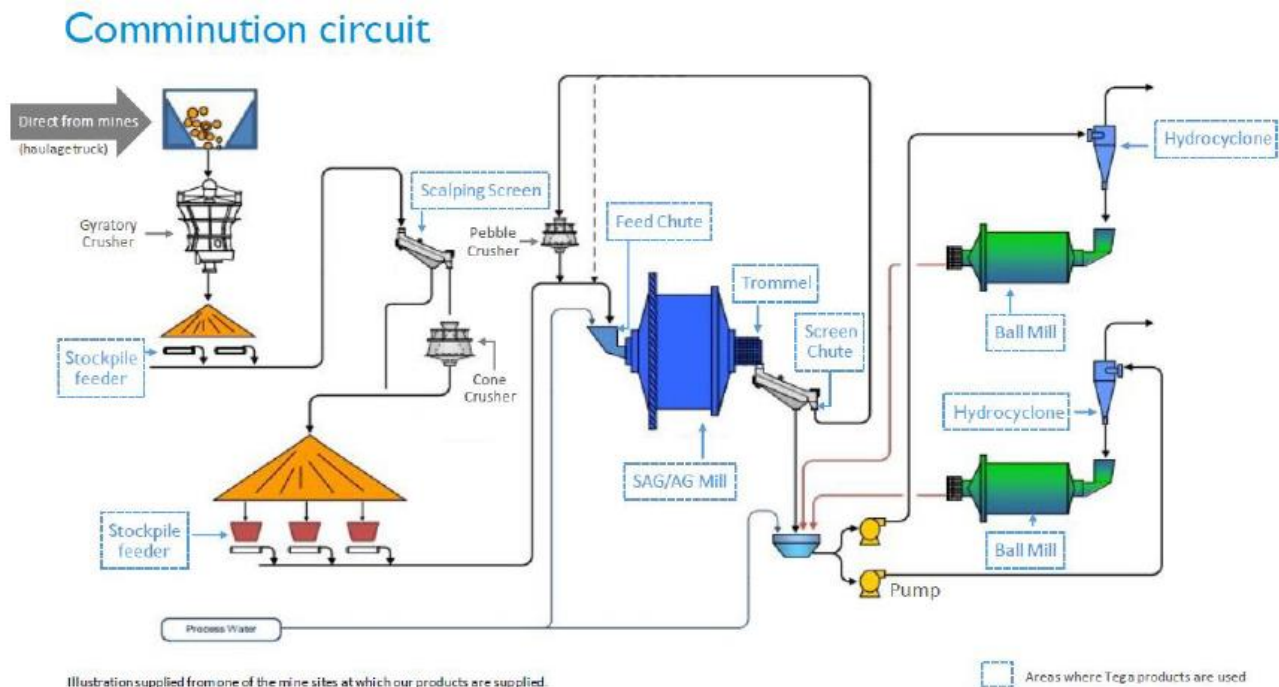 Comminution circuit
Direct from mines
(haulagetruck)
Gyratory
Crusher
Stockpile
feeder
Scalping Screen
Cone
Crusher
Stockpile
feeder
Process Water
Pebble
Crusher
Feed Chute
Trommel
Screen
Chute
SAG/AG Mill
Pump
Hydrocyclone
Ball Mill
Hydrocyclone
Ball Mill
Illustration supplied from one of the mine sites at which our products are supplied.
Areas where Tega products are used